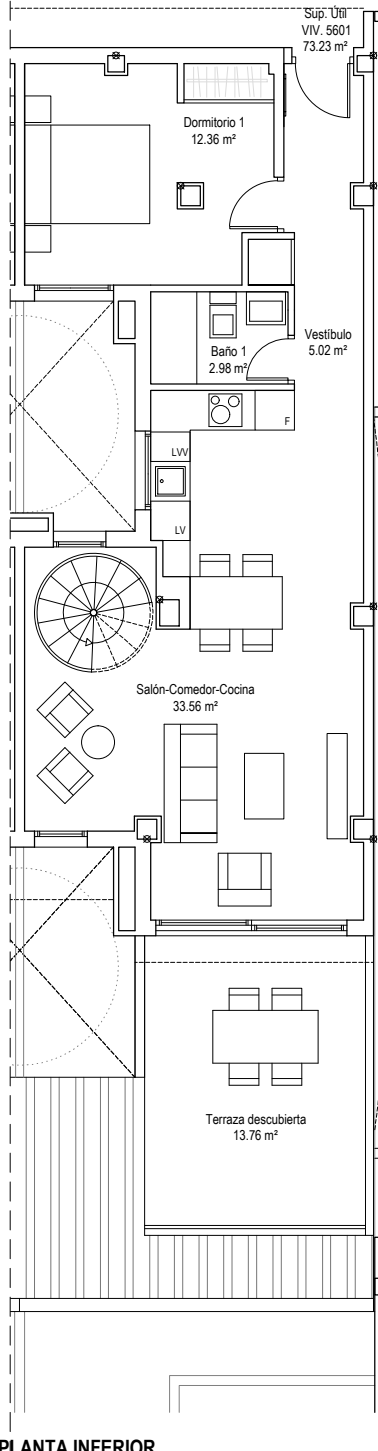 Sup. Útil
VIV. 5601
73.23 m²
Dormitorio 1
12.36 m²
Vestíbulo
5.02 m²
Baño 1
2.98 m²
F
LVV
LV
Salón-Comedor-Cocina
33.56 m²
Terraza descubierta
13.76 m²
PLANTA INFERIOR